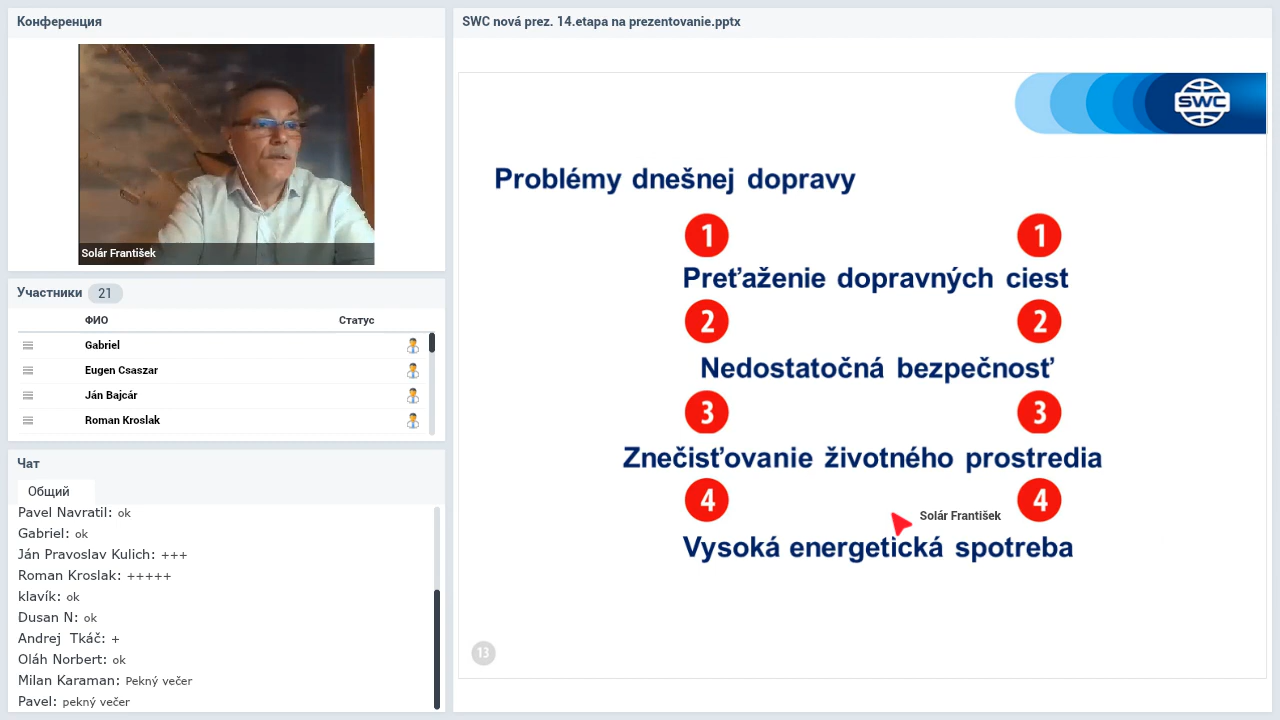 Конференция
Solár František
Участники 21
ФИО Статус
Gabriel
Eugen Csaszar
Ján Bajcár
Roman Kroslak
Чат
Общий
Pavel Navratil: ok
Gabriel: ok
Ján Pravoslav Kulich: +++
Roman Kroslak: +++++
klavík: ok
Dusan N: ok
Andrej Tkáč: +
Oláh Norbert: ok
Milan Karaman: Pekný večer
Pavel: pekný večer
SWC nová prez. 14.etapa na prezentovanie.pptx
SWC
Problémy dnešnej dopravy
1 1
Preťaženie dopravných ciest
2 2
Nedostatočná bezpečnosť
3 3
Znečisťovanie životného prostredia
4 4
Solár František
Vysoká energetická spotreba
13